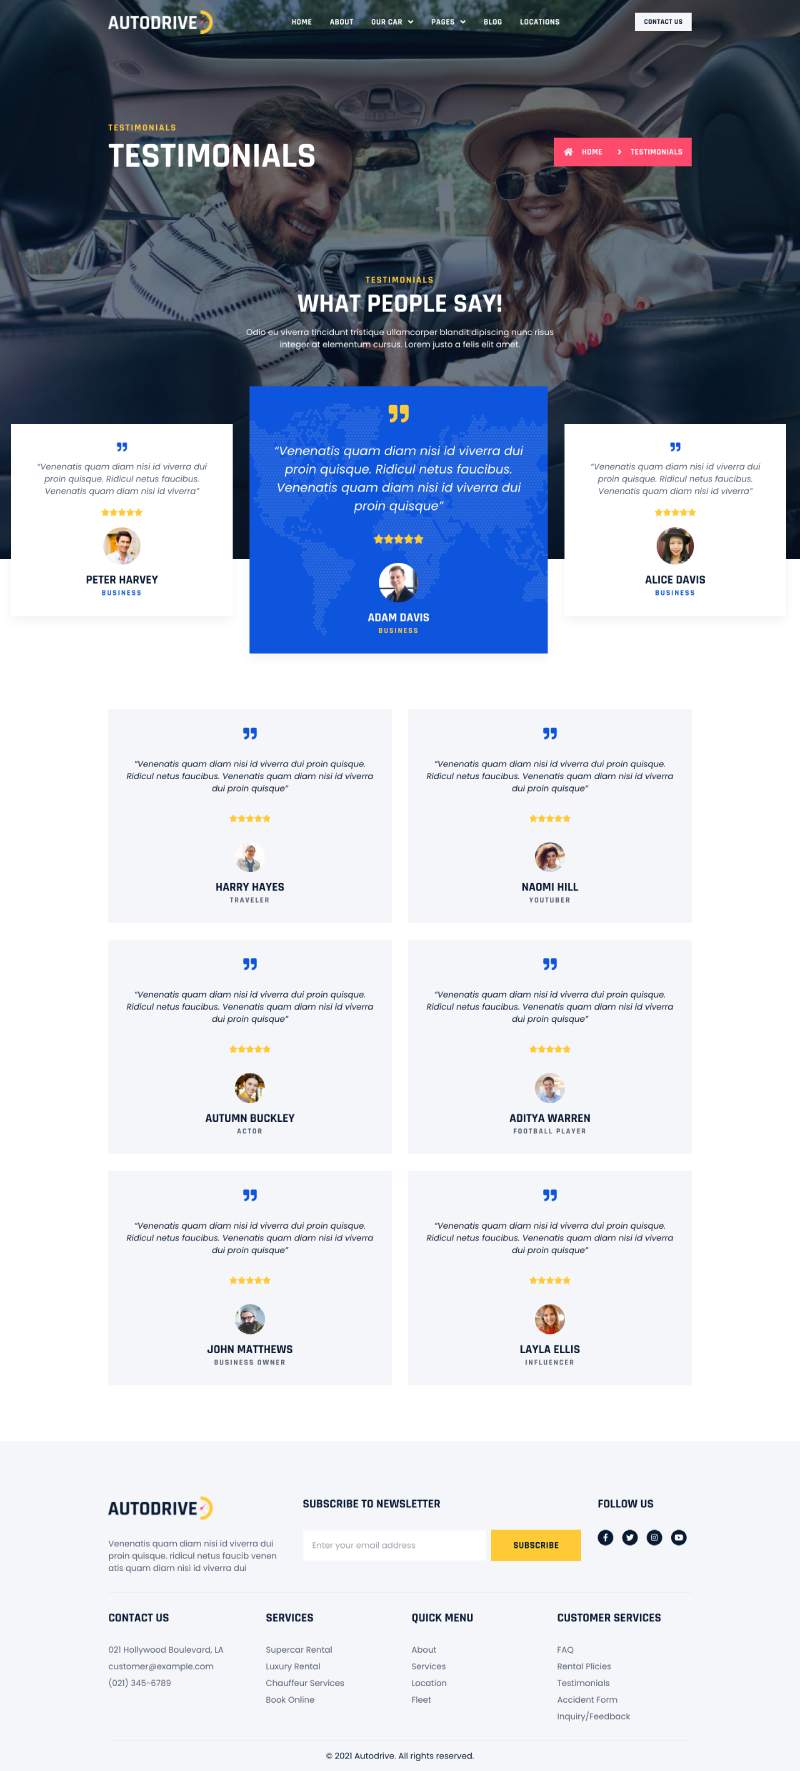 AUTODRIVE
HOME ABOUT OUR CAR PAGES BLOG LOCATIONS
CONTACT US
TESTIMONIALS
TESTIMONIALS
HOME TESTIMONIALS
TESTIMONIALS
WHAT PEOPLE SAY!
Odio eu viverra tincidunt tristique ullamcorper blandit dipiscing nunc risus
integer at elementum cursus. Lorem justo a felis elit amet.
“Venenatis quam diam nisi id viverra dui
proin quisque. Ridicul netus faucibus.
Venenatis quam diam nisi id viverra”
PETER HARVEY
BUSINESS
“Venenatis quam diam nisi id viverra dui
proin quisque. Ridicul netus faucibus.
Venenatis quam diam nisi id viverra dui
proin quisque”
ADAM DAVIS
BUSINESS
“Venenatis quam diam nisi id viverra dui
proin quisque. Ridicul netus faucibus.
Venenatis quam diam nisi id viverra”
ALICE DAVIS
BUSINESS
“Venenatis quam diam nisi id viverra dui proin quisque.
Ridicul netus faucibus. Venenatis quam diam nisi id viverra
dui proin quisque”
HARRY HAYES
TRAVELER
“Venenatis quam diam nisi id viverra dui proin quisque.
Ridicul netus faucibus. Venenatis quam diam nisi id viverra
dui proin quisque”
NAOMI HILL
YOUTUBER
“Venenatis quam diam nisi id viverra dui proin quisque.
Ridicul netus faucibus. Venenatis quam diam nisi id viverra
dui proin quisque”
AUTUMN BUCKLEY
ACTOR
“Venenatis quam diam nisi id viverra dui proin quisque.
Ridicul netus faucibus. Venenatis quam diam nisi id viverra
dui proin quisque”
ADITYA WARREN
FOOTBALL PLAYER
“Venenatis quam diam nisi id viverra dui proin quisque.
Ridicul netus faucibus. Venenatis quam diam nisi id viverra
dui proin quisque”
JOHN MATTHEWS
BUSINESS OWNER
“Venenatis quam diam nisi id viverra dui proin quisque.
Ridicul netus faucibus. Venenatis quam diam nisi id viverra
dui proin quisque”
LAYLA ELLIS
INFLUENCER
AUTODRIVE
Venenatis quam diam nisi id viverra dui
proin quisque. ridicul netus faucib venen
atis quam diam nisi id viverra dui
SUBSCRIBE TO NEWSLETTER
Enter your email address
SUBSCRIBE
FOLLOW US
CONTACT US
021 Hollywood Boulevard, LA
customer@example.com
(021) 345-6789
SERVICES
Supercar Rental
Luxury Rental
Chauffeur Services
Book Online
QUICK MENU
About
Services
Location
Fleet
CUSTOMER SERVICES
FAQ
Rental Plicies
Testimonials
Accident Form
Inquiry/Feedback
© 2021 Autodrive. All rights reserved.